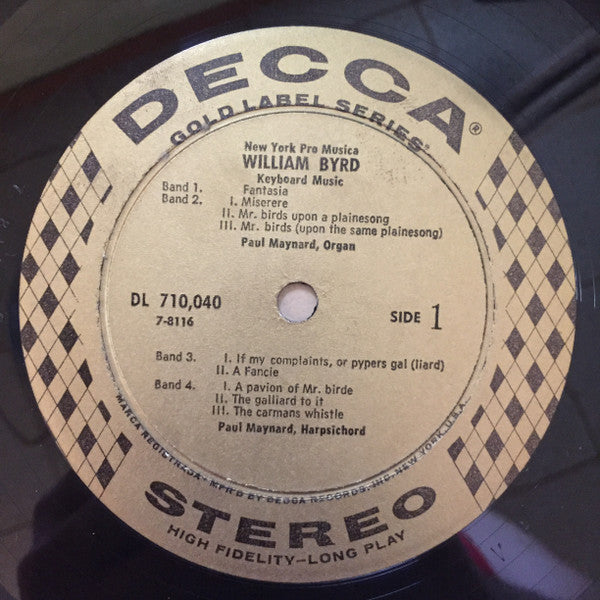 DECCA®
GOLD LABEL SERIES®
New York Pro Musica
WILLIAM BYRD
Keyboard Music
Band 1. Fantasia
Band 2. I. Miserere
II. Mr. birds upon a plainesong
III. Mr. birds (upon the same plainesong)
Paul Maynard, Organ
DL 710,040
7-8116
SIDE 1
Band 3. I. If my complaints, or pypers gal (liard)
II. A Fancie
Band 4. I. A pavion of Mr. birde
II. The galliard to it
III. The carmans whistle
Paul Maynard, Harpsichord
MARCA REGISTRADA • MFR'D BY DECCA RECORDS, INC., NEW YORK, U.S.A.
STEREO
HIGH FIDELITY—LONG PLAY